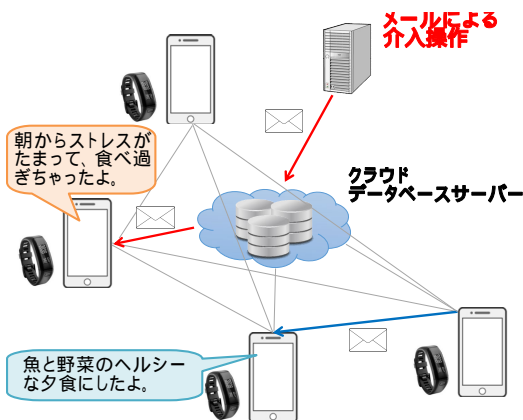 メールによる
介入操作
朝からストレスが
たまって、食べ過
ぎちゃったよ。
クラウド
データベースサーバー
魚と野菜のヘルシー
な夕食にしたよ。